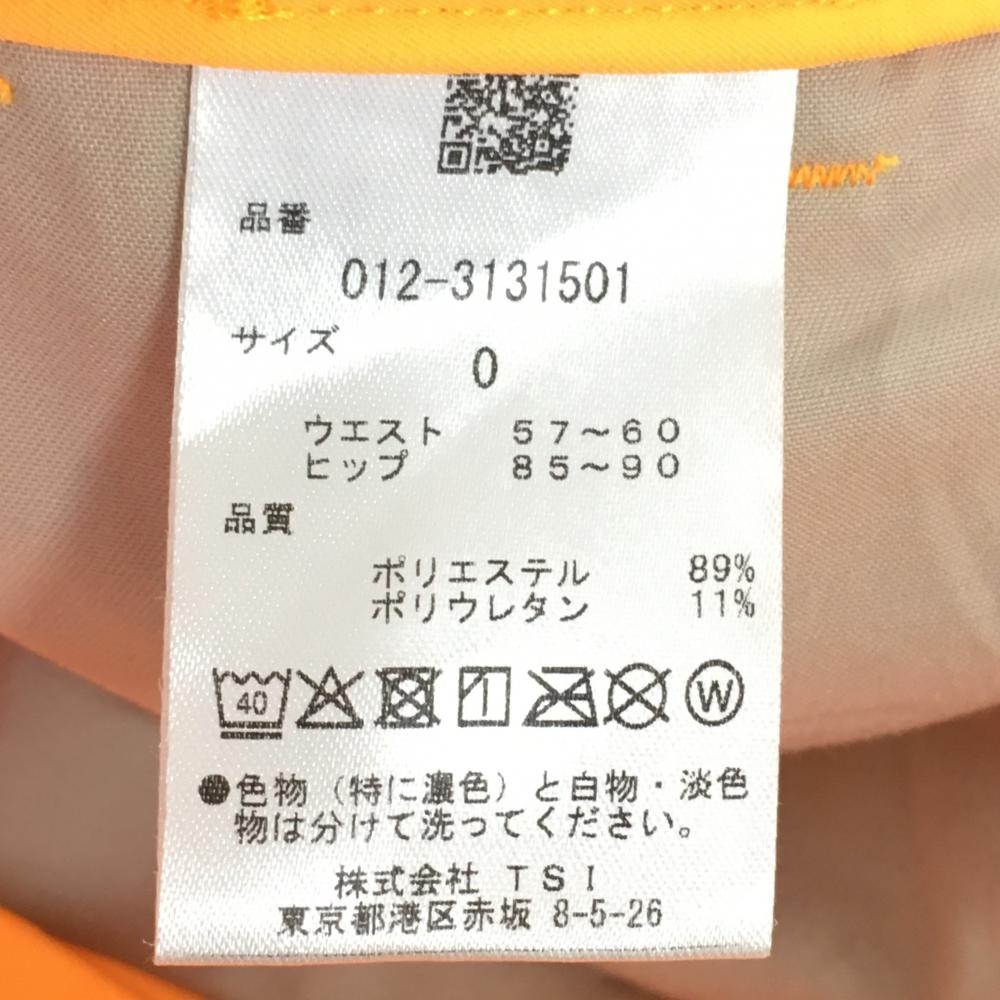 品番
012-3131501
サイズ
0
ウエスト 57～60
ヒップ 85～90
品質
ポリエステル 89%
ポリウレタン 11%
40 W
●色物（特に濃色）と白物・淡色
物は分けて洗ってください。
株式会社 TSI
東京都港区赤坂 8-5-26